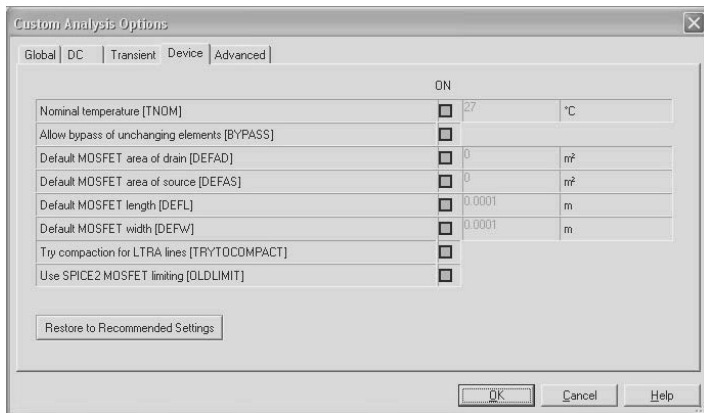 Custom Analysis Options
Global DC Transient Device Advanced
ON
Nominal temperature [TNOM] 27 °C
Allow bypass of unchanging elements [BYPASS]
Default MOSFET area of drain [DEFAD] 0 m²
Default MOSFET area of source [DEFAS] 0 m²
Default MOSFET length [DEFL] 0.0001 m
Default MOSFET width [DEFW] 0.0001 m
Try compaction for LTRA lines [TRYTOCOMPACT]
Use SPICE2 MOSFET limiting [OLDLIMIT]
Restore to Recommended Settings
OK Cancel Help